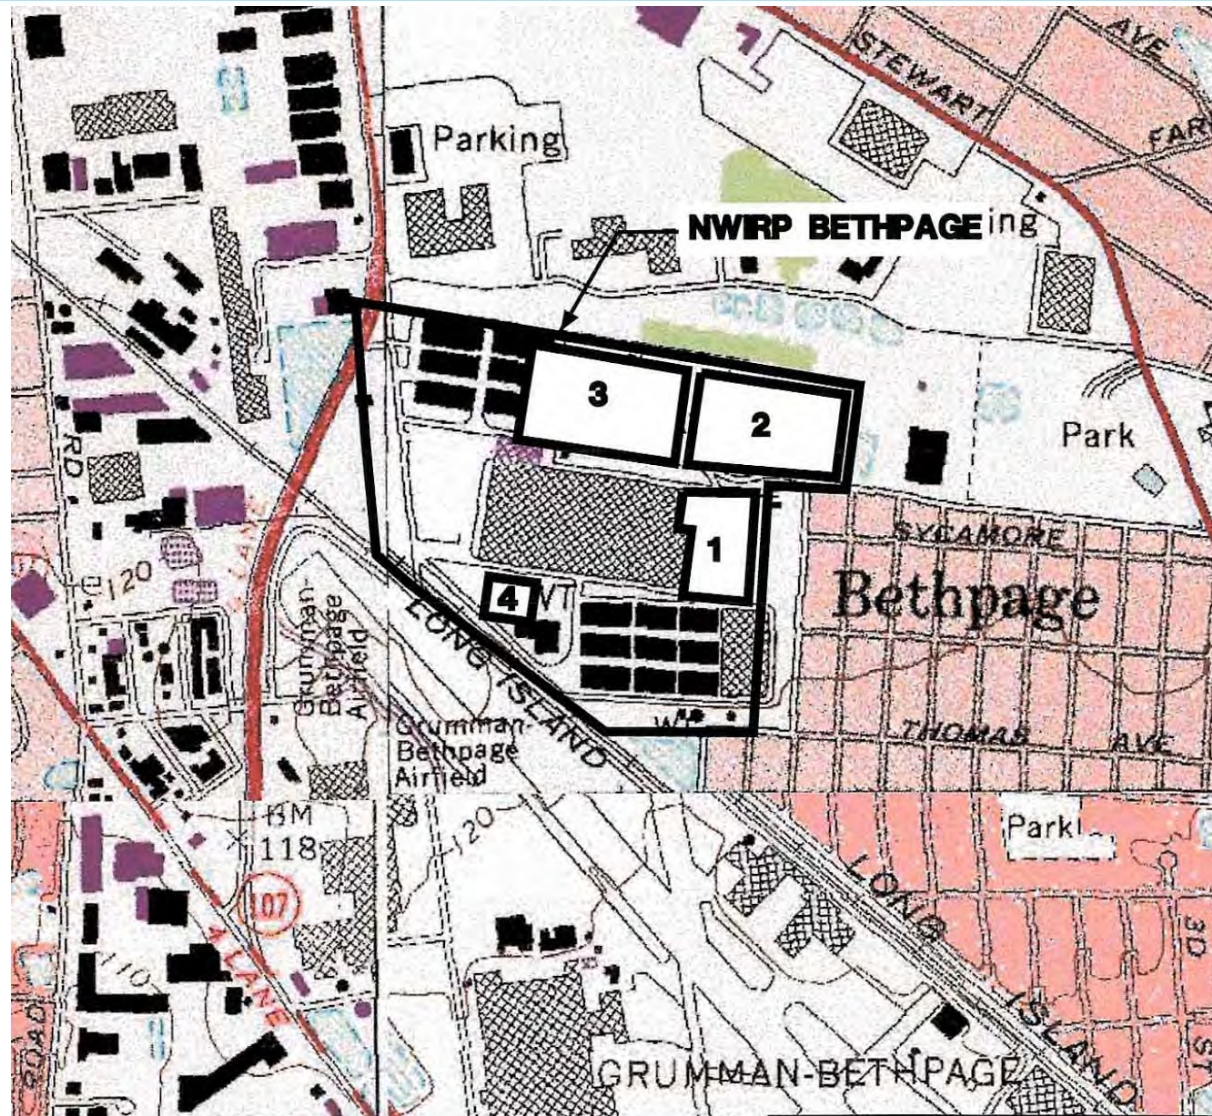 AVE
STEWART
FAR
Parking
NWIRP BETHPAGE
ing
3
2
Park
RD
1
SYCAMORE
120
4
Bethpage
LONG ISLAND
Grumman-
Bethpage
Airfield
Grumman-
Bethpage
Airfield
THOMAS AVE
BM
118
120
Park
107
4 LANE
110
LONG ISLAND
3D ST
ROAD
GRUMMAN-BETHPAGE